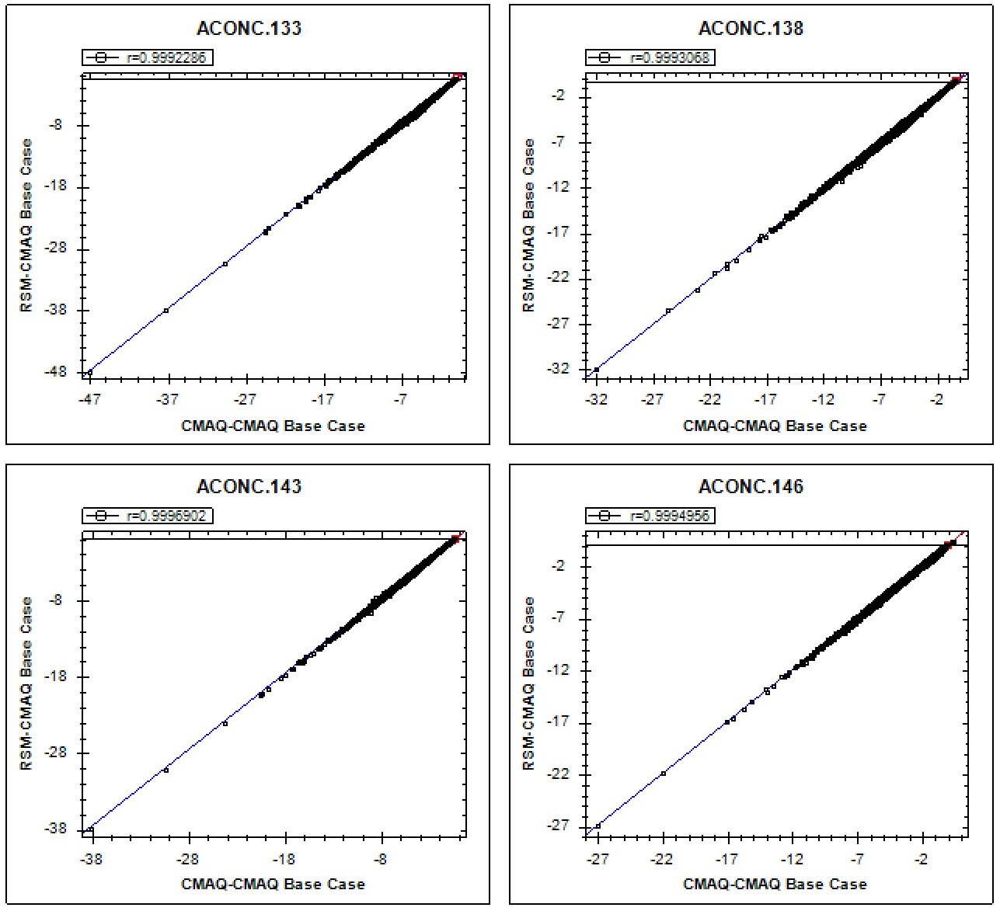 ACONC.133
r=0.9992286
RSM-CMAQ Base Case
-8
-18
-28
-38
-48
-47 -37 -27 -17 -7
CMAQ-CMAQ Base Case
ACONC.138
r=0.9993068
RSM-CMAQ Base Case
-2
-7
-12
-17
-22
-27
-32
-32 -27 -22 -17 -12 -7 -2
CMAQ-CMAQ Base Case
ACONC.143
r=0.9996902
RSM-CMAQ Base Case
-8
-18
-28
-38
-38 -28 -18 -8
CMAQ-CMAQ Base Case
ACONC.146
r=0.9994956
RSM-CMAQ Base Case
-2
-7
-12
-17
-22
-27
-27 -22 -17 -12 -7 -2
CMAQ-CMAQ Base Case